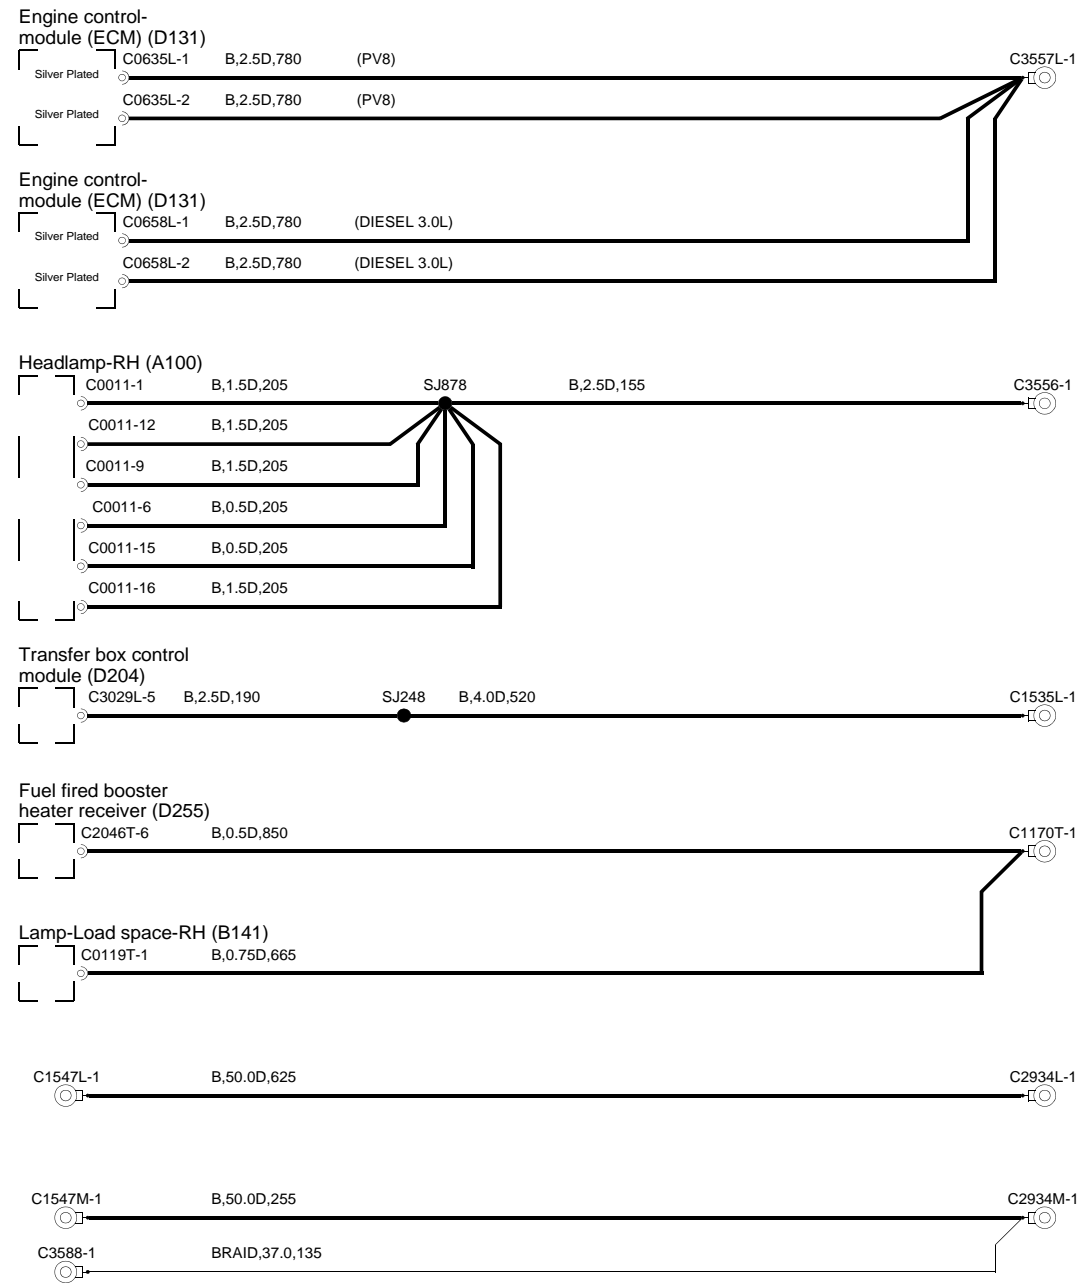 Engine control-
module (ECM) (D131)
C0635L-1 B,2.5D,780 (PV8) C3557L-1
Silver Plated
C0635L-2 B,2.5D,780 (PV8)
Silver Plated
Engine control-
module (ECM) (D131)
C0658L-1 B,2.5D,780 (DIESEL 3.0L)
Silver Plated
C0658L-2 B,2.5D,780 (DIESEL 3.0L)
Silver Plated
Headlamp-RH (A100)
C0011-1 B,1.5D,205 SJ878 B,2.5D,155 C3556-1
C0011-12 B,1.5D,205
C0011-9 B,1.5D,205
C0011-6 B,0.5D,205
C0011-15 B,0.5D,205
C0011-16 B,1.5D,205
Transfer box control
module (D204)
C3029L-5 B,2.5D,190 SJ248 B,4.0D,520 C1535L-1
Fuel fired booster
heater receiver (D255)
C2046T-6 B,0.5D,850 C1170T-1
Lamp-Load space-RH (B141)
C0119T-1 B,0.75D,665
C1547L-1 B,50.0D,625 C2934L-1
C1547M-1 B,50.0D,255 C2934M-1
C3588-1 BRAID,37.0,135